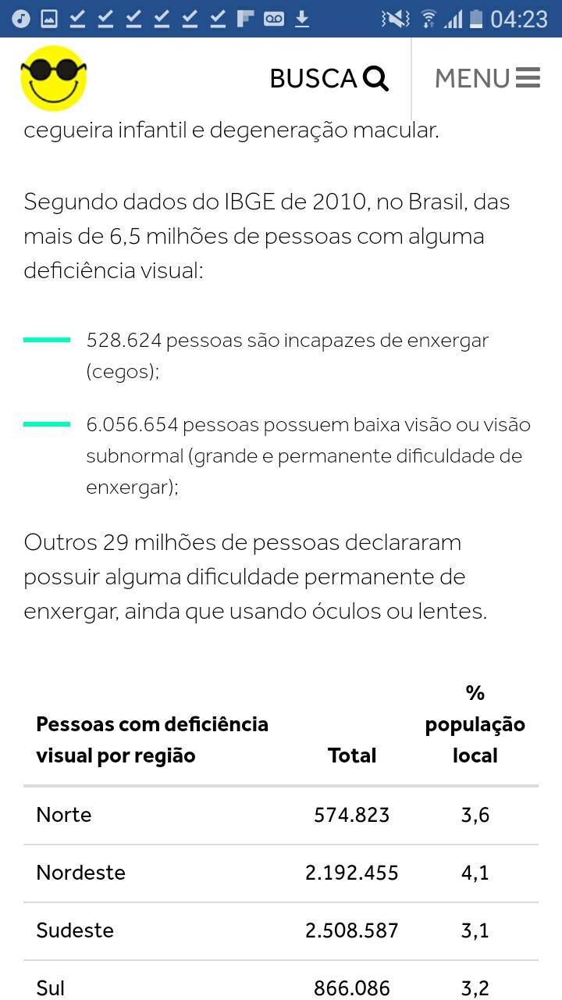 04:23
BUSCA
MENU
cegueira infantil e degeneração macular.
Segundo dados do IBGE de 2010, no Brasil, das
mais de 6,5 milhões de pessoas com alguma
deficiência visual:
528.624 pessoas são incapazes de enxergar
(cegos);
6.056.654 pessoas possuem baixa visão ou visão
subnormal (grande e permanente dificuldade de
enxergar);
Outros 29 milhões de pessoas declararam
possuir alguma dificuldade permanente de
enxergar, ainda que usando óculos ou lentes.
Pessoas com deficiência visual por região Total % população local
Norte 574.823 3,6
Nordeste 2.192.455 4,1
Sudeste 2.508.587 3,1
Sul 866.086 3,2